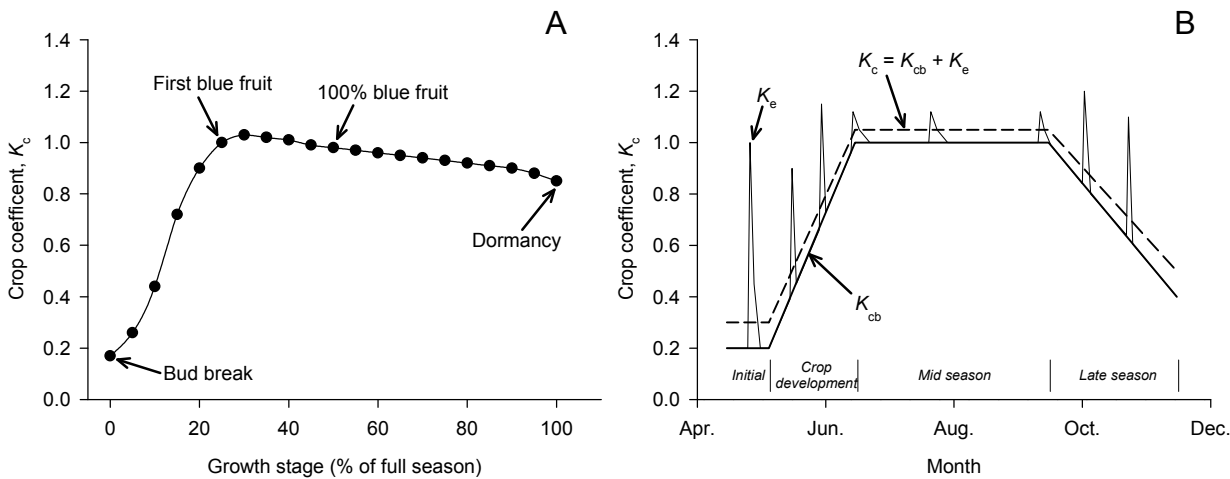 A
Crop coefficent, Kc
1.4
1.2
1.0
0.8
0.6
0.4
0.2
0.0
First blue fruit
100% blue fruit
Dormancy
Bud break
0
20
40
60
80
100
Growth stage (% of full season)
B
Crop coefficent, Kc
1.4
1.2
1.0
0.8
0.6
0.4
0.2
0.0
Kc = Kcb + Ke
Ke
Kcb
Initial
Crop
development
Mid season
Late season
Apr.
Jun.
Aug.
Oct.
Dec.
Month